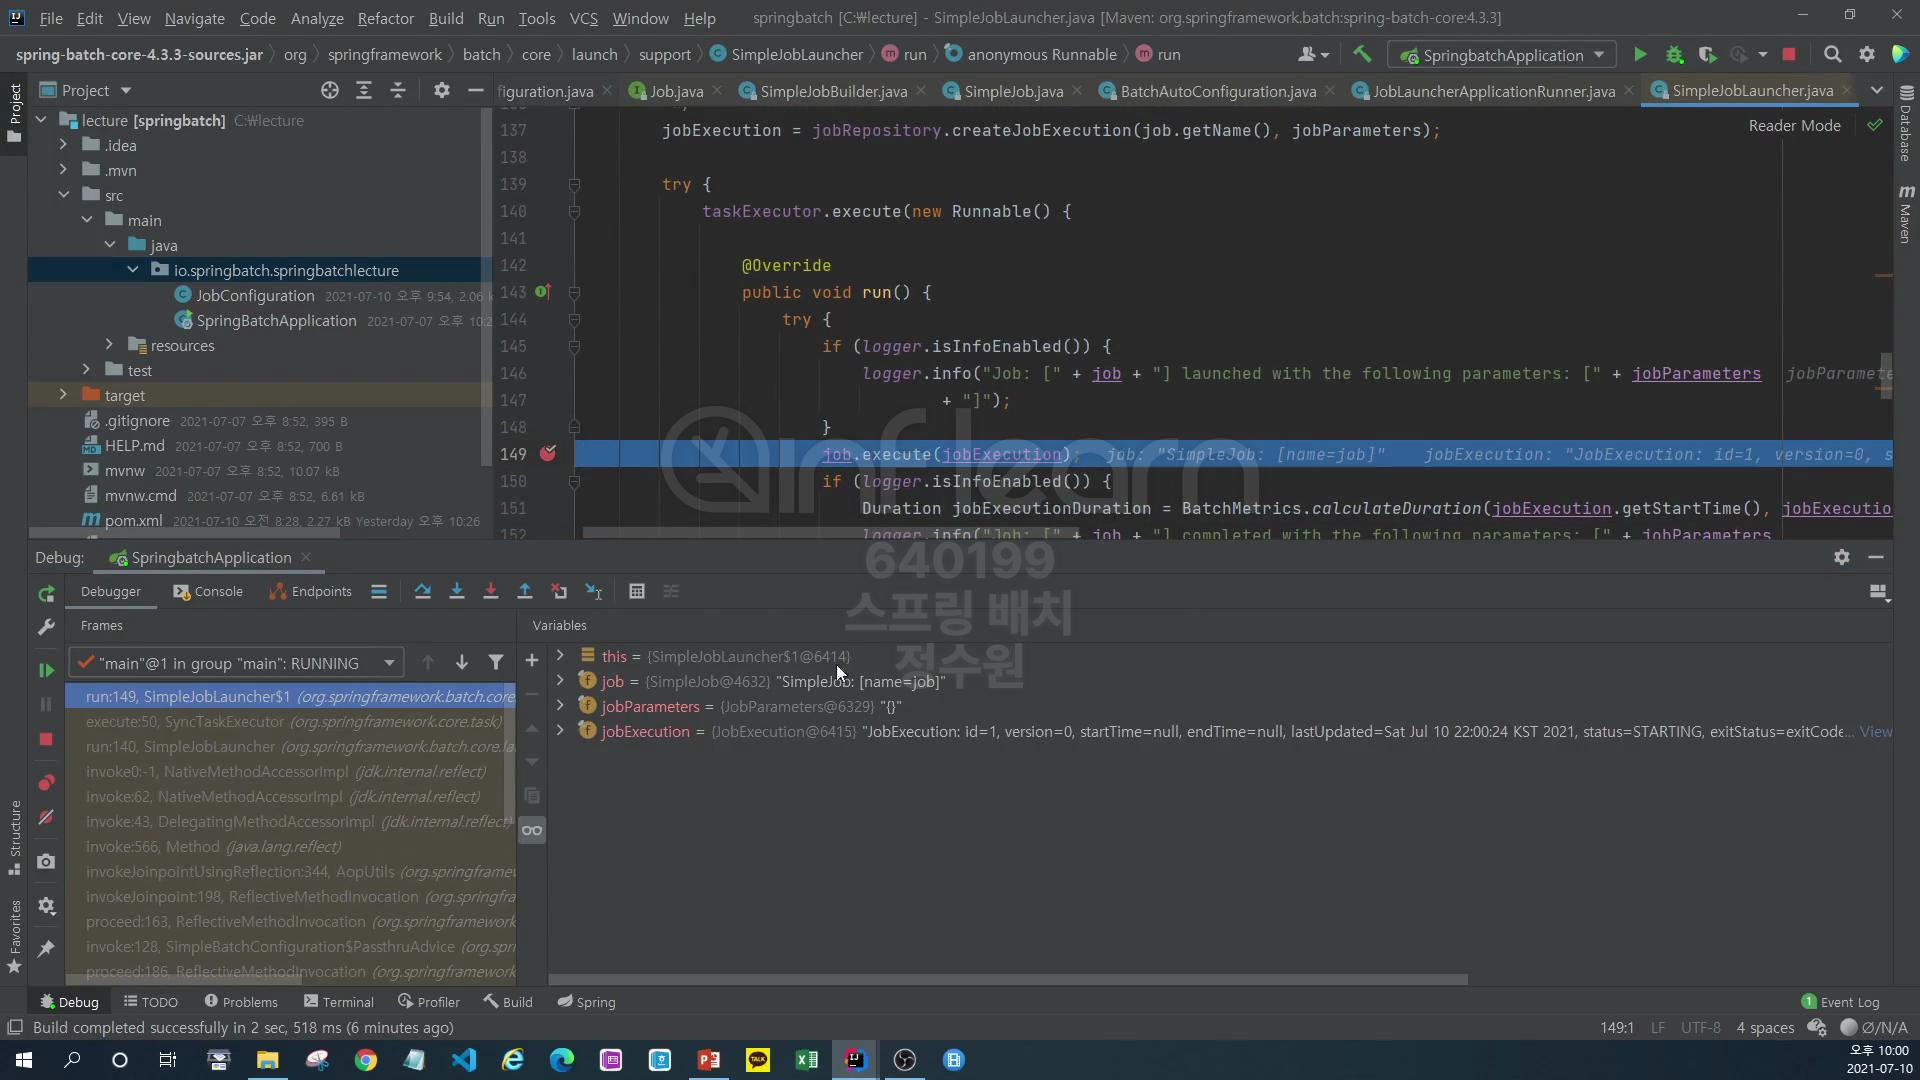 File Edit View Navigate Code Analyze Refactor Build Run Tools VCS Window Help springbatch [C:₩lecture] - SimpleJobLauncher.java [Maven: org.springframework.batch:spring-batch-core:4.3.3]
spring-batch-core-4.3.3-sources.jar org springframework batch core launch support SimpleJobLauncher run anonymous Runnable run SpringbatchApplication
Project figuration.java Job.java SimpleJobBuilder.java SimpleJob.java BatchAutoConfiguration.java JobLauncherApplicationRunner.java SimpleJobLauncher.java
Reader Mode
Project
Database
Maven
Structure
Favorites
lecture [springbatch] C:₩lecture
.idea
.mvn
src
main
java
io.springbatch.springbatchlecture
JobConfiguration 2021-07-10 오후 9:54, 2.06 k
SpringBatchApplication 2021-07-07 오후 10:2
resources
test
target
.gitignore 2021-07-07 오후 8:52, 395 B
HELP.md 2021-07-07 오후 8:52, 700 B
mvnw 2021-07-07 오후 8:52, 10.07 kB
mvnw.cmd 2021-07-07 오후 8:52, 6.61 kB
pom.xml 2021-07-10 오전 8:28, 2.27 kB Yesterday 오후 10:26
137 jobExecution = jobRepository.createJobExecution(job.getName(), jobParameters);
138
139 try {
140 taskExecutor.execute(new Runnable() {
141
142 @Override
143 public void run() {
144 try {
145 if (logger.isInfoEnabled()) {
146 logger.info("Job: [" + job + "] launched with the following parameters: [" + jobParameters jobParamete
147 + "]");
148 }
149 job.execute(jobExecution); job: "SimpleJob: [name=job]" jobExecution: "JobExecution: id=1, version=0, s
150 if (logger.isInfoEnabled()) {
151 Duration jobExecutionDuration = BatchMetrics.calculateDuration(jobExecution.getStartTime(), jobExecutio
152 logger.info("Job: [" + job + "] completed with the following parameters: [" + jobParameters
inflearn
640199
스프링 배치
정수원
Debug: SpringbatchApplication
Debugger Console Endpoints
Frames
"main"@1 in group "main": RUNNING
run:149, SimpleJobLauncher$1 (org.springframework.batch.core.
execute:50, SyncTaskExecutor (org.springframework.core.task)
run:140, SimpleJobLauncher (org.springframework.batch.core.la
invoke0:-1, NativeMethodAccessorImpl (jdk.internal.reflect)
invoke:62, NativeMethodAccessorImpl (jdk.internal.reflect)
invoke:43, DelegatingMethodAccessorImpl (jdk.internal.reflect)
invoke:566, Method (java.lang.reflect)
invokeJoinpointUsingReflection:344, AopUtils (org.springframew
invokeJoinpoint:198, ReflectiveMethodInvocation (org.springfra
proceed:163, ReflectiveMethodInvocation (org.springframework
invoke:128, SimpleBatchConfiguration$PassthruAdvice (org.spri
proceed:186, ReflectiveMethodInvocation (org.springframework
Variables
this = {SimpleJobLauncher$1@6414}
job = {SimpleJob@4632} "SimpleJob: [name=job]"
jobParameters = {JobParameters@6329} "{}"
jobExecution = {JobExecution@6415} "JobExecution: id=1, version=0, startTime=null, endTime=null, lastUpdated=Sat Jul 10 22:00:24 KST 2021, status=STARTING, exitStatus=exitCode... View
Debug TODO Problems Terminal Profiler Build Spring 1 Event Log
Build completed successfully in 2 sec, 518 ms (6 minutes ago) 149:1 LF UTF-8 4 spaces Ø/N/A
TALK
오후 10:00
2021-07-10